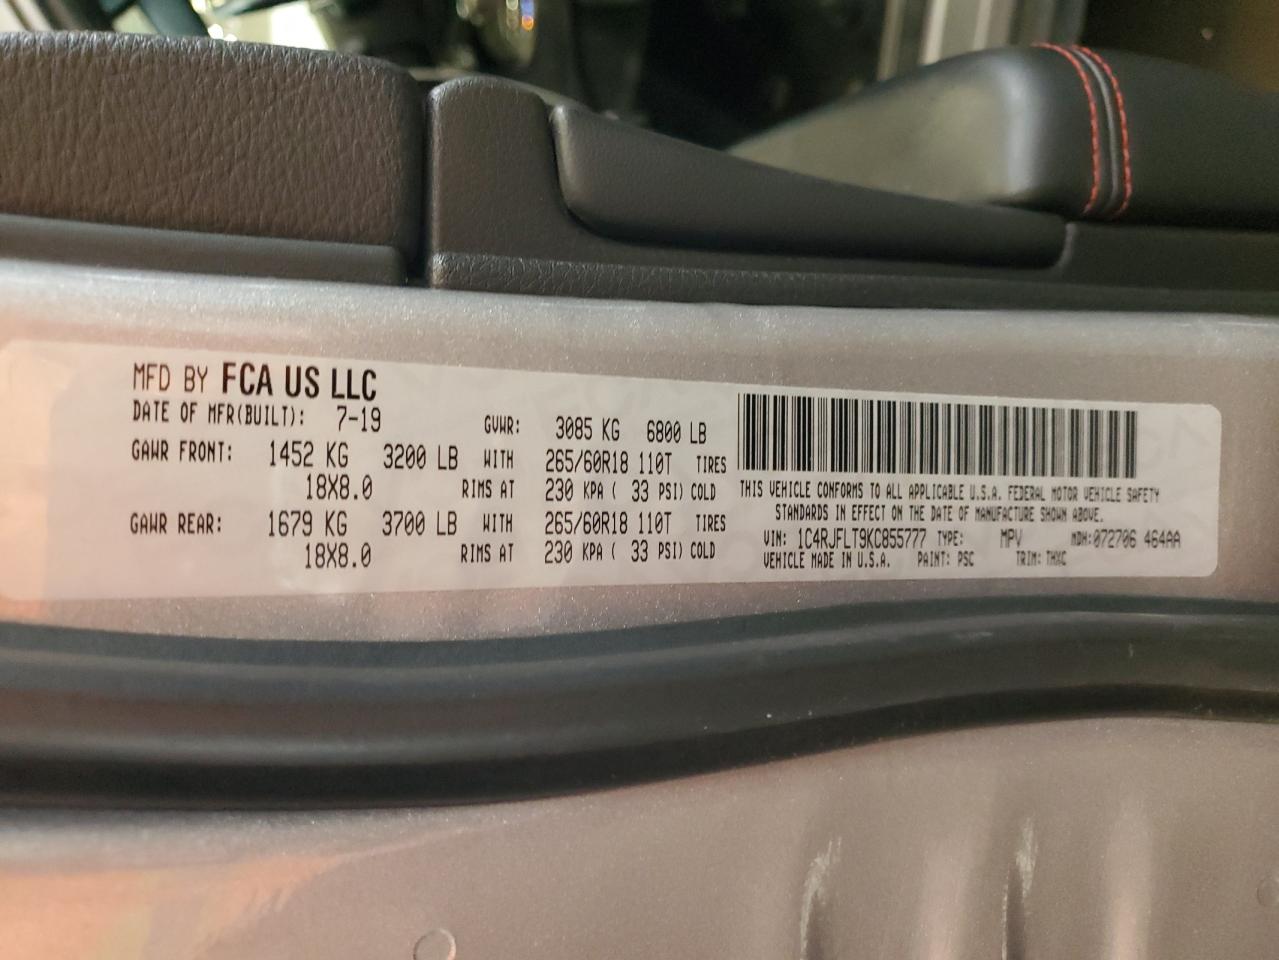 MFD BY FCA US LLC
DATE OF MFR(BUILT): 7-19 GVWR: 3085 KG 6800 LB
GAWR FRONT: 1452 KG 3200 LB WITH 265/60R18 110T TIRES
18X8.0 RIMS AT 230 KPA ( 33 PSI) COLD
GAWR REAR: 1679 KG 3700 LB WITH 265/60R18 110T TIRES
18X8.0 RIMS AT 230 KPA ( 33 PSI) COLD
THIS VEHICLE CONFORMS TO ALL APPLICABLE U.S.A. FEDERAL MOTOR VEHICLE SAFETY
STANDARDS IN EFFECT ON THE DATE OF MANUFACTURE SHOWN ABOVE.
VIN: 1C4RJFLT9KC855777 TYPE: MPV MDH:072706 464AA
VEHICLE MADE IN U.S.A. PAINT: PSC TRIM: THXC